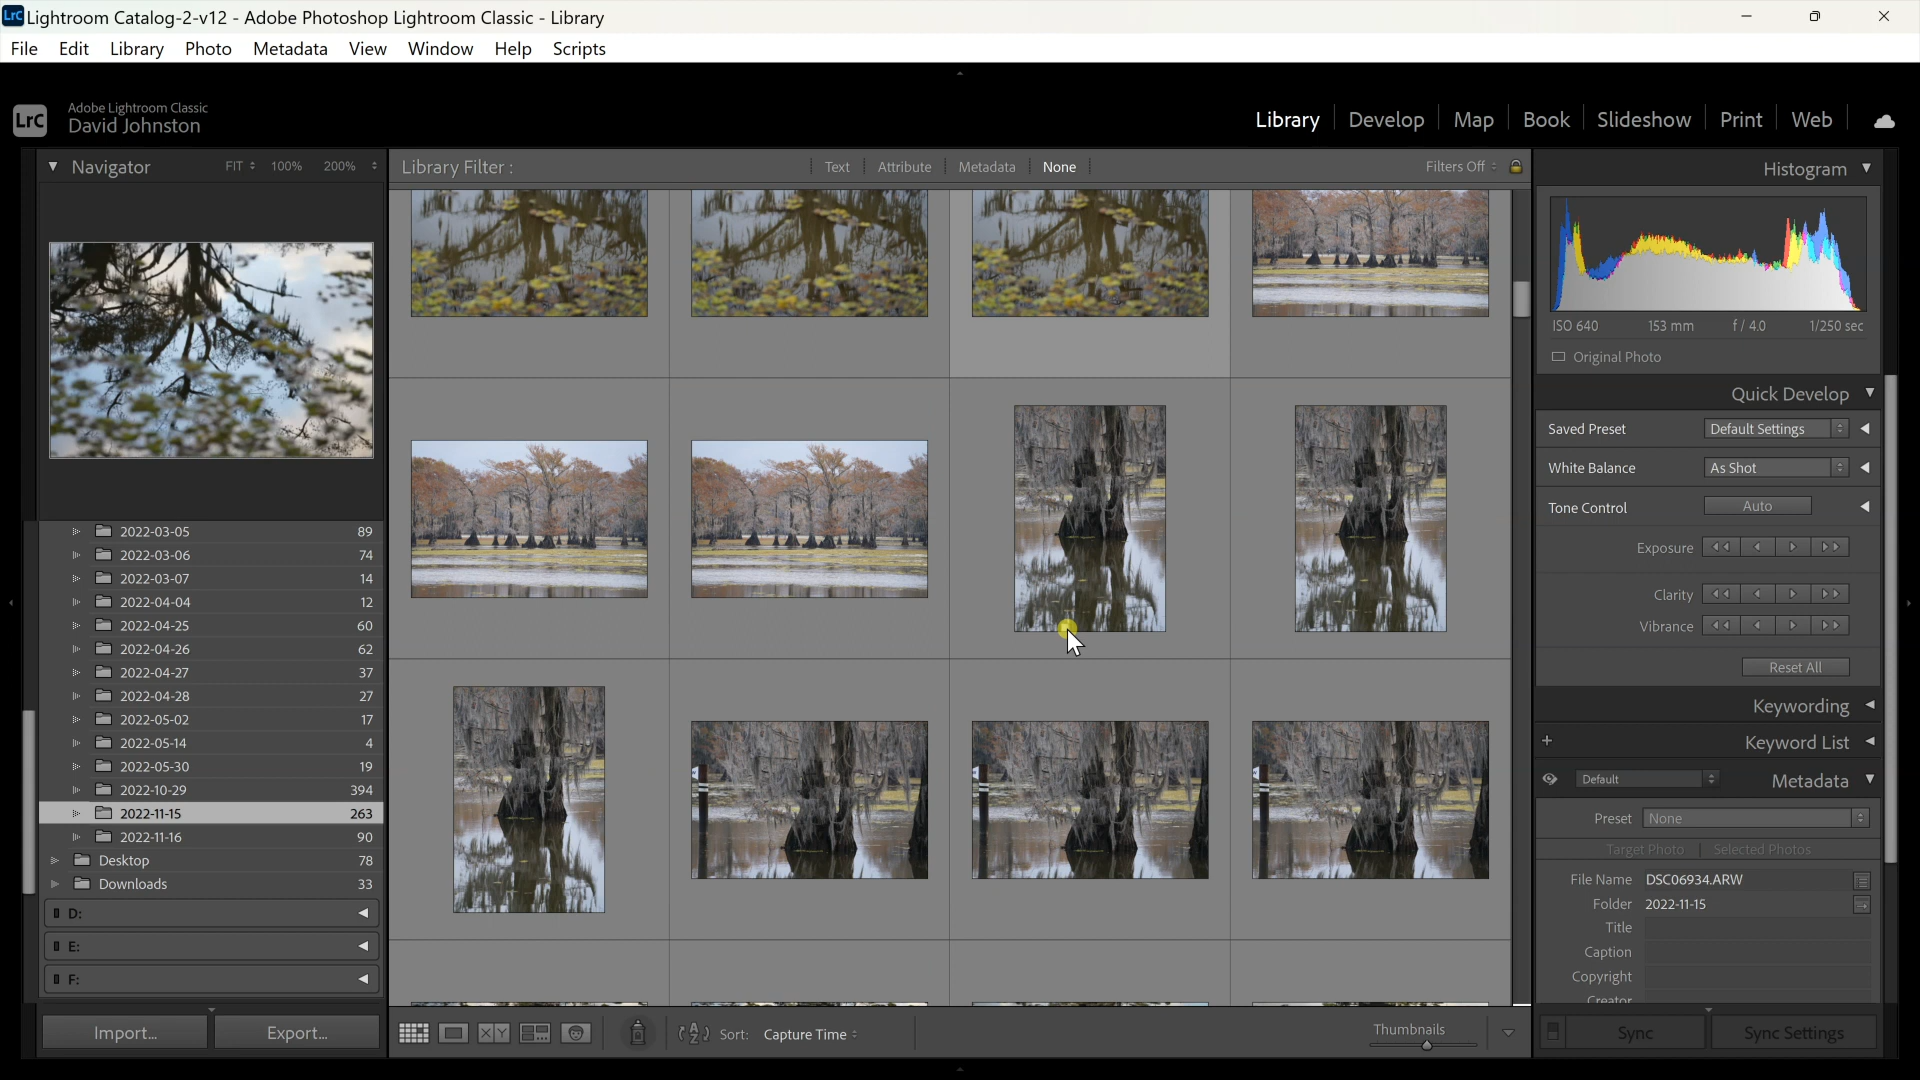 Lightroom Catalog-2-v12 - Adobe Photoshop Lightroom Classic - Library
File Edit Library Photo Metadata View Window Help Scripts
LrC
Adobe Lightroom Classic
David Johnston
Library Develop Map Book Slideshow Print Web
Navigator FIT 100% 200%
Library Filter : Text Attribute Metadata None Filters Off
Histogram
ISO 640 153 mm f / 4.0 1/250 sec
Original Photo
Quick Develop
Saved Preset Default Settings
White Balance As Shot
Tone Control Auto
Exposure
Clarity
Vibrance
Reset All
Keywording
Keyword List
Default Metadata
Preset None
Target Photo Selected Photos
File Name DSC06934.ARW
Folder 2022-11-15
Title
Caption
Copyright
Creator
2022-03-05 89
2022-03-06 74
2022-03-07 14
2022-04-04 12
2022-04-25 60
2022-04-26 62
2022-04-27 37
2022-04-28 27
2022-05-02 17
2022-05-14 4
2022-05-30 19
2022-10-29 394
2022-11-15 263
2022-11-16 90
Desktop 78
Downloads 33
D:
E:
F:
Import... Export...
XY
AZ Sort: Capture Time
Thumbnails
Sync Sync Settings